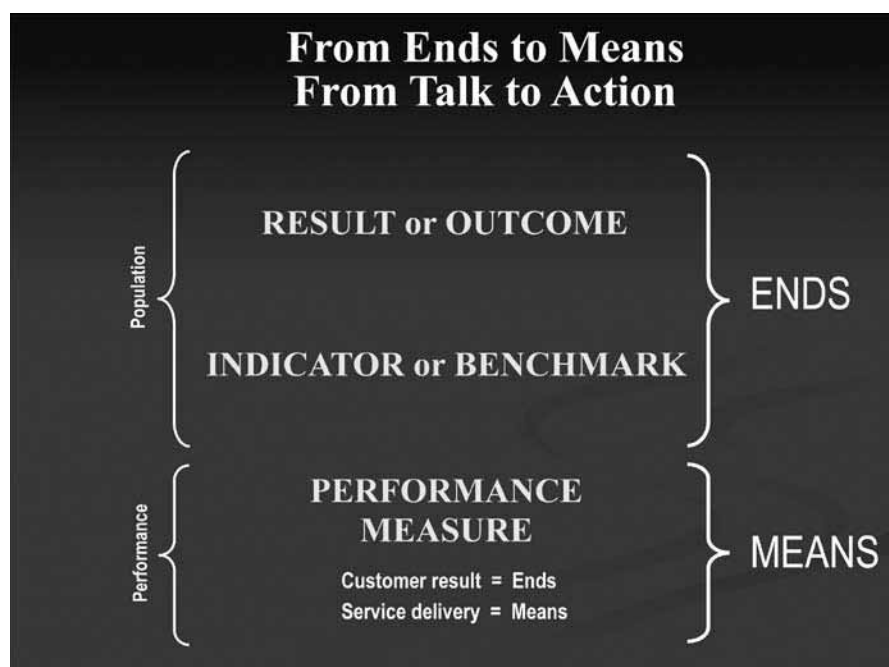 From Ends to Means
From Talk to Action
Population
RESULT or OUTCOME
INDICATOR or BENCHMARK
ENDS
Performance
PERFORMANCE
MEASURE
Customer result = Ends
Service delivery = Means
MEANS